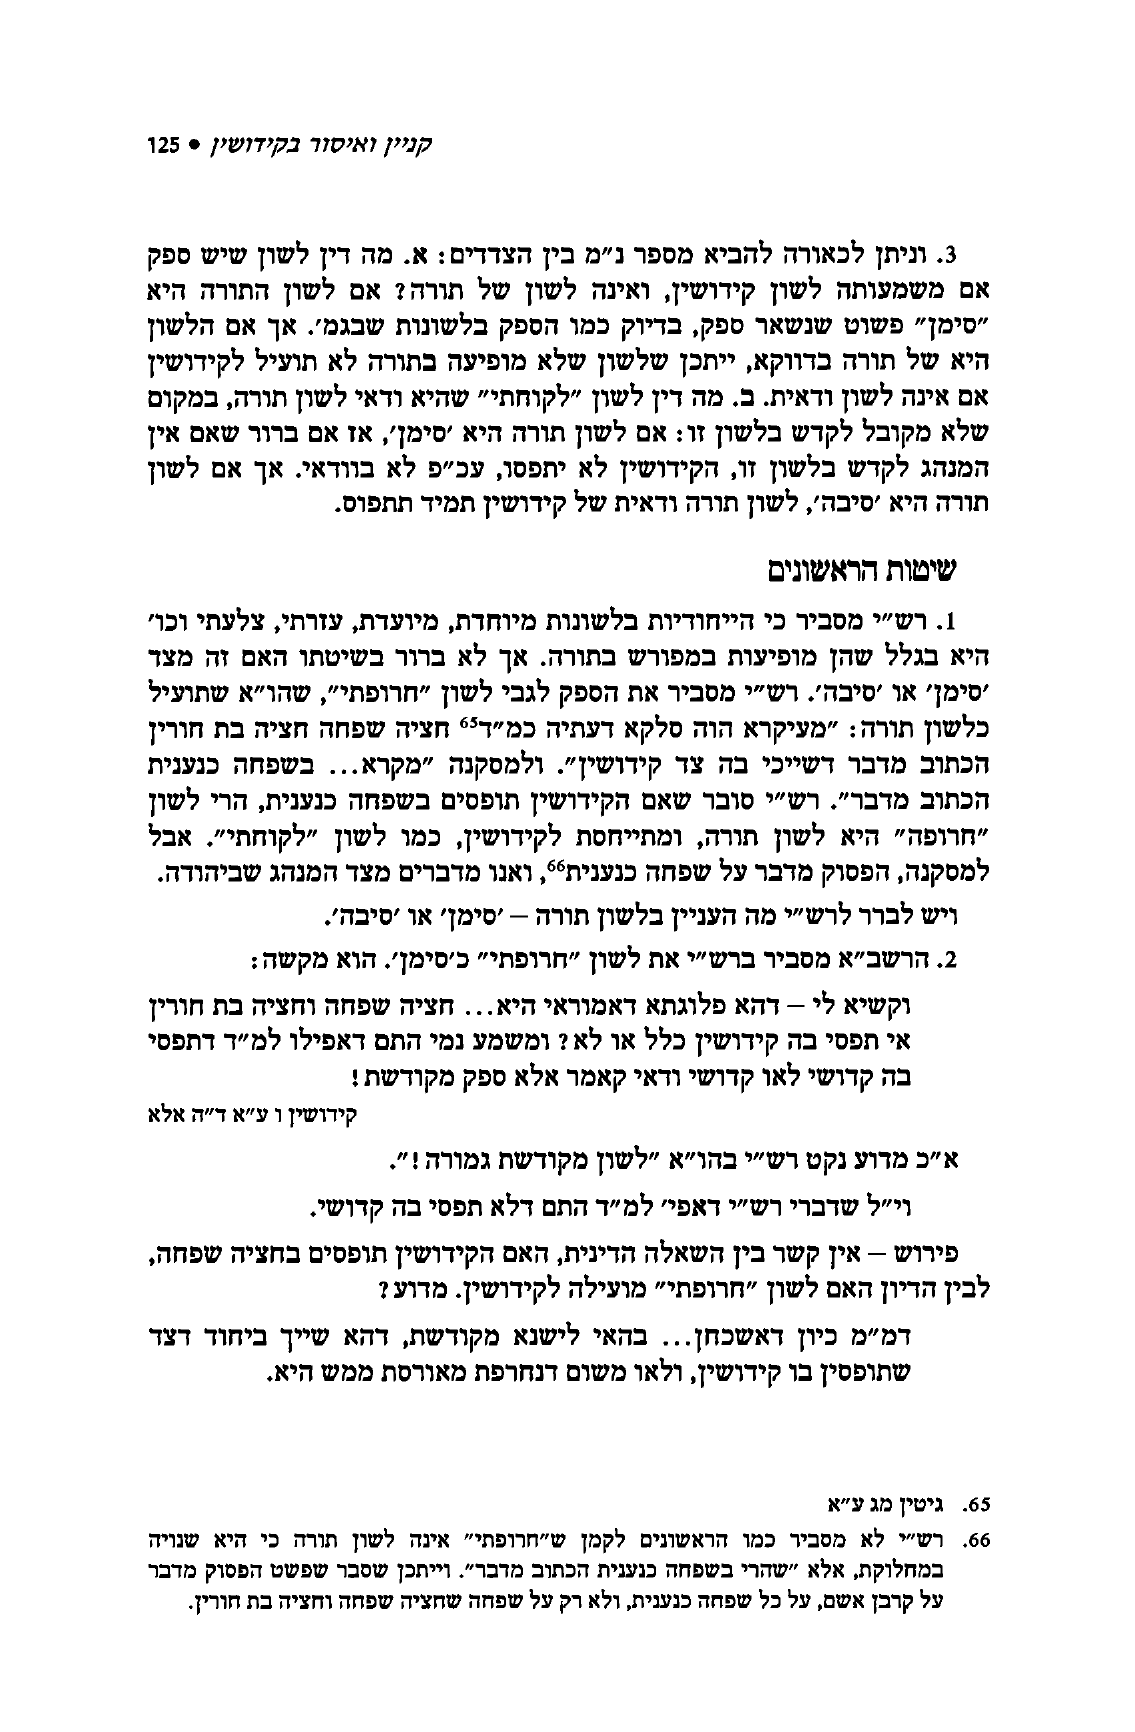 קניין ואיסור בקידושין • 125
3. וניתן לכאורה להביא מספר נ״מ בין הצדדים: א. מה דין לשון שיש ספק
אם משמעותה לשון קידושין, ואינה לשון של תורה? אם לשון התורה היא
״סימן״ פשוט שנשאר ספק, בדיוק כמו הספק בלשונות שבגמ׳. אך אם הלשון
היא של תורה בדווקא, ייתכן שלשון שלא מופיעה בתורה לא תועיל לקידושין
אם אינה לשון ודאית. ב. מה דין לשון ״לקוחתי״ שהיא ודאי לשון תורה, במקום
שלא מקובל לקדש בלשון זו: אם לשון תורה היא ׳סימן׳, אז אם ברור שאם אין
המנהג לקדש בלשון זו, הקידושין לא יתפסו, עכ״פ לא בוודאי. אך אם לשון
תורה היא ׳סיבה׳, לשון תורה ודאית של קידושין תמיד תתפוס.
שיטות הראשונים
1. רש״י מסביר כי הייחודיות בלשונות מיוחדת, מיועדת, עזרתי, צלעתי וכו׳
היא בגלל שהן מופיעות במפורש בתורה. אך לא ברור בשיטתו האם זה מצד
׳סימן׳ או ׳סיבה׳. רש״י מסביר את הספק לגבי לשון ״חרופתי״, שהו״א שתועיל
כלשון תורה: ״מעיקרא הוה סלקא דעתיה כמ״ד65 חציה שפחה חציה בת חורין
הכתוב מדבר דשייכי בה צד קידושין״. ולמסקנה ״מקרא... בשפחה כנענית
הכתוב מדבר״. רש״י סובר שאם הקידושין תופסים בשפחה כנענית, הרי לשון
״חרופה״ היא לשון תורה, ומתייחסת לקידושין, כמו לשון ״לקוחתי״. אבל
למסקנה, הפסוק מדבר על שפחה כנענית66, ואנו מדברים מצד המנהג שביהודה.
ויש לברר לרש״י מה העניין בלשון תורה – ׳סימן׳ או ׳סיבה׳.
2. הרשב״א מסביר ברש״י את לשון ״חרופתי״ כ׳סימן׳. הוא מקשה:
וקשיא לי – דהא פלוגתא דאמוראי היא... חציה שפחה וחציה בת חורין
אי תפסי בה קידושין כלל או לא? ומשמע נמי התם דאפילו למ״ד דתפסי
בה קדושי לאו קדושי ודאי קאמר אלא ספק מקודשת!
קידושין ו ע״א ד״ה אלא
א״כ מדוע נקט רש״י בהו״א ״לשון מקודשת גמורה!״.
וי״ל שדברי רש״י דאפי׳ למ״ד התם דלא תפסי בה קדושי.
פירוש – אין קשר בין השאלה הדינית, האם הקידושין תופסים בחציה שפחה,
לבין הדיון האם לשון ״חרופתי״ מועילה לקידושין. מדוע?
דמ״מ כיון דאשכחן... בהאי לישנא מקודשת, דהא שייך ביחוד דצד
שתופסין בו קידושין, ולאו משום דנחרפת מאורסת ממש היא.
65. גיטין מג ע״א
66. רש״י לא מסביר כמו הראשונים לקמן ש״חרופתי״ אינה לשון תורה כי היא שנויה
במחלוקת, אלא ״שהרי בשפחה כנענית הכתוב מדבר״. וייתכן שסבר שפשט הפסוק מדבר
על קרבן אשם, על כל שפחה כנענית, ולא רק על שפחה שחציה שפחה וחציה בת חורין.